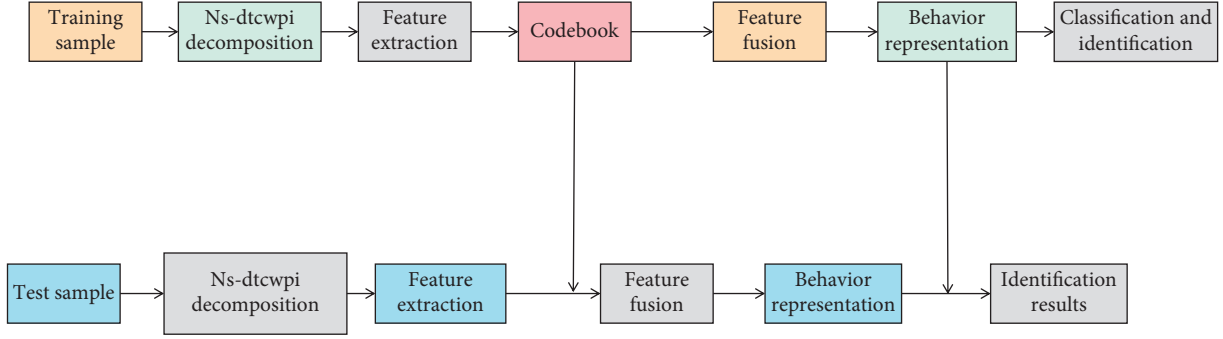 Training
sample
Ns-dtcwpi
decomposition
Feature
extraction
Codebook
Feature
fusion
Behavior
representation
Classification and
identification
Test sample
Ns-dtcwpi
decomposition
Feature
extraction
Feature
fusion
Behavior
representation
Identification
results